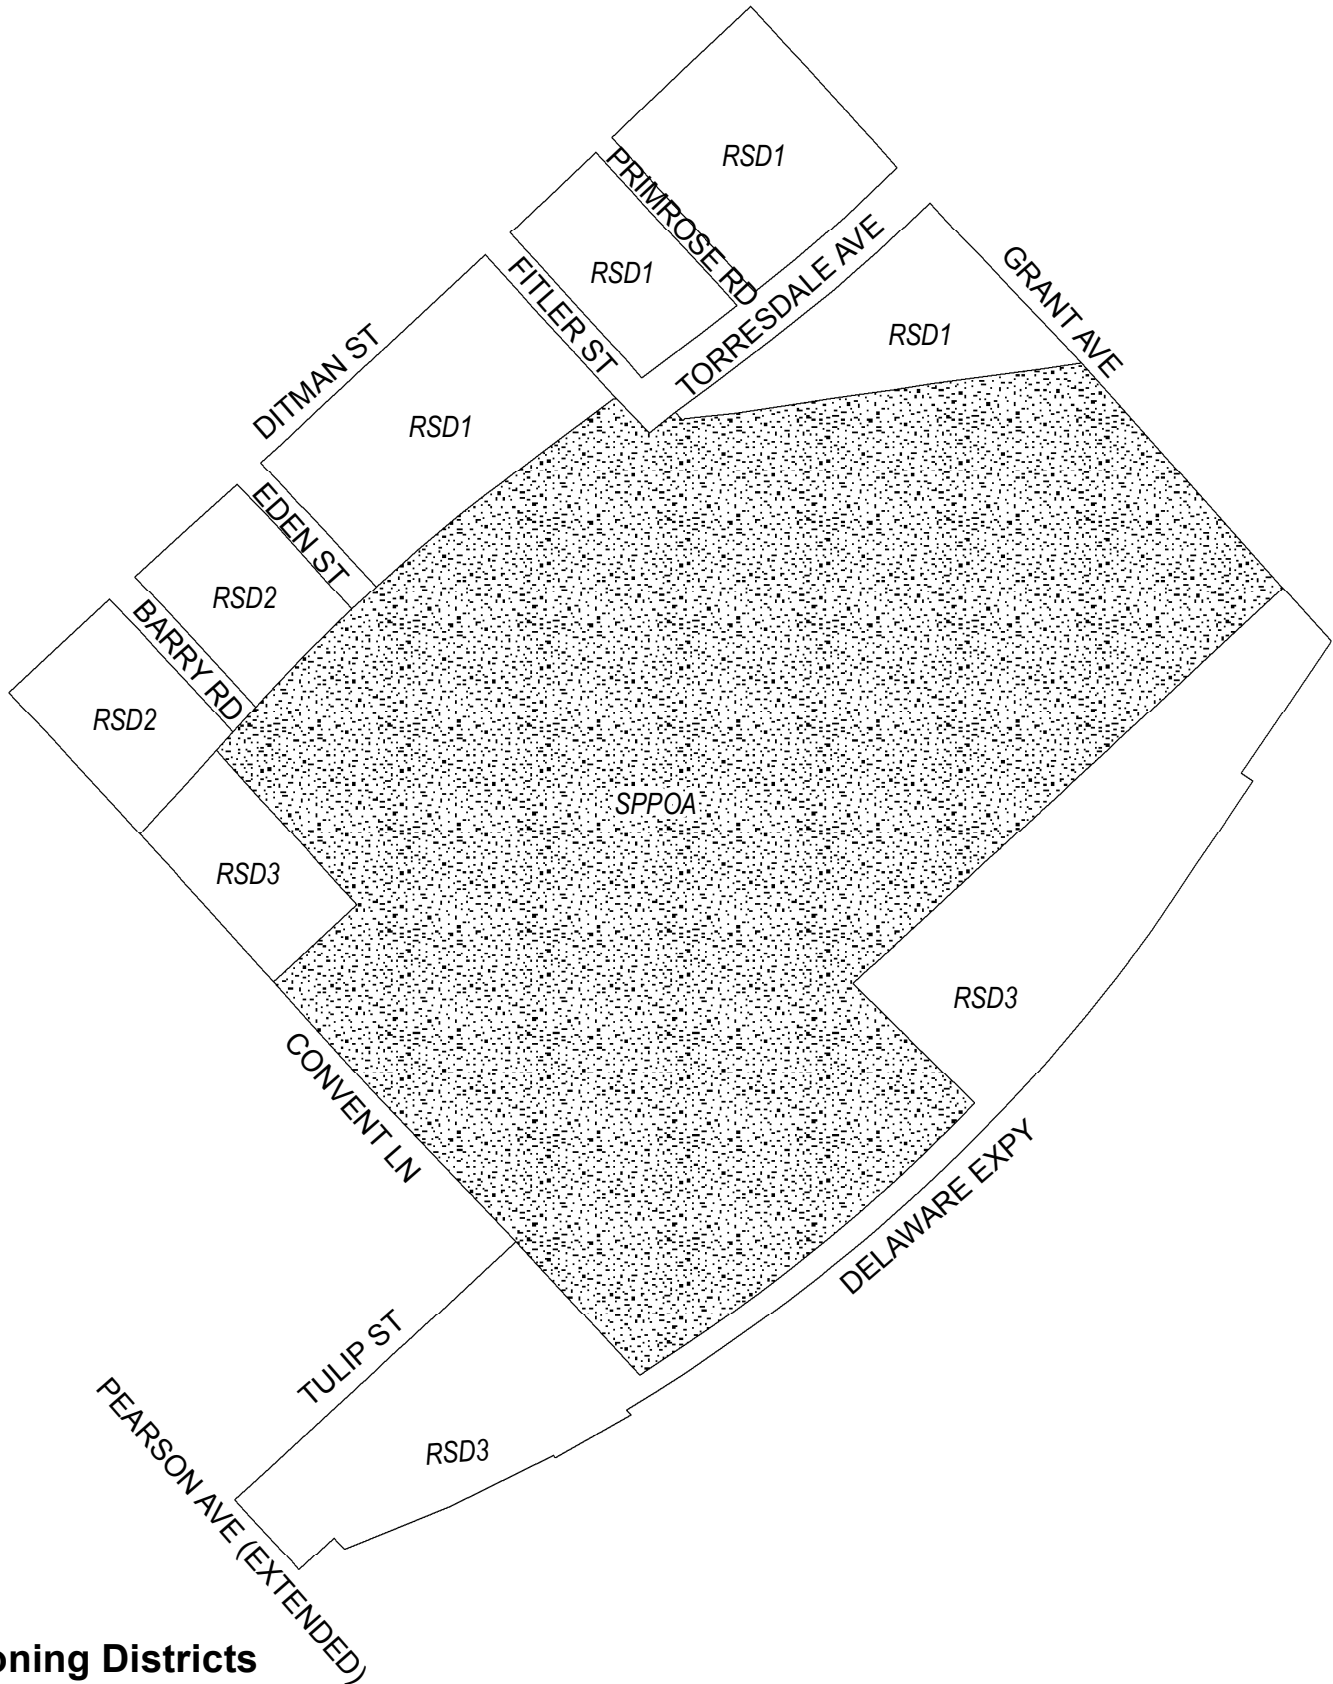 RSD1
PRIMROSE RD
RSD1
TORRESDALE AVE
GRANT AVE
FITLER ST
RSD1
DITMAN ST
RSD1
EDEN ST
RSD2
BARRY RD
RSD2
SPPOA
RSD3
RSD3
CONVENT LN
DELAWARE EXPY
TULIP ST
PEARSON AVE (EXTENDED)
RSD3
oning Districts